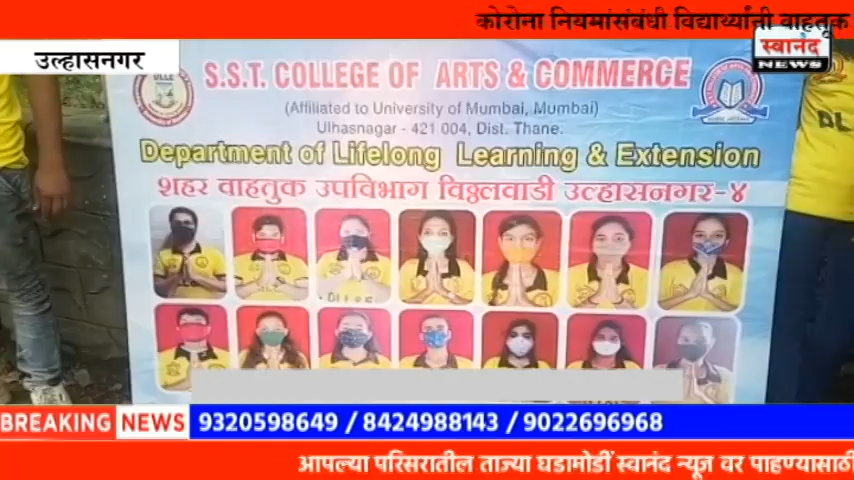 कोरोना नियमांसंबंधी विद्यार्थ्यांनी वाहतूक
उल्हासनगर
स्वानंद
NEWS
S.S.T. COLLEGE OF ARTS & COMMERCE
(Affiliated to University of Mumbai, Mumbai)
Ulhasnagar - 421 004, Dist. Thane.
Department of Lifelong Learning & Extension
शहर वाहतुक उपविभाग विठ्ठलवाडी उल्हासनगर-४
BREAKING NEWS 9320598649 / 8424988143 / 9022696968
आपल्या परिसरातील ताज्या घडामोडीं स्वानंद न्यूज वर पाहण्यासाठी